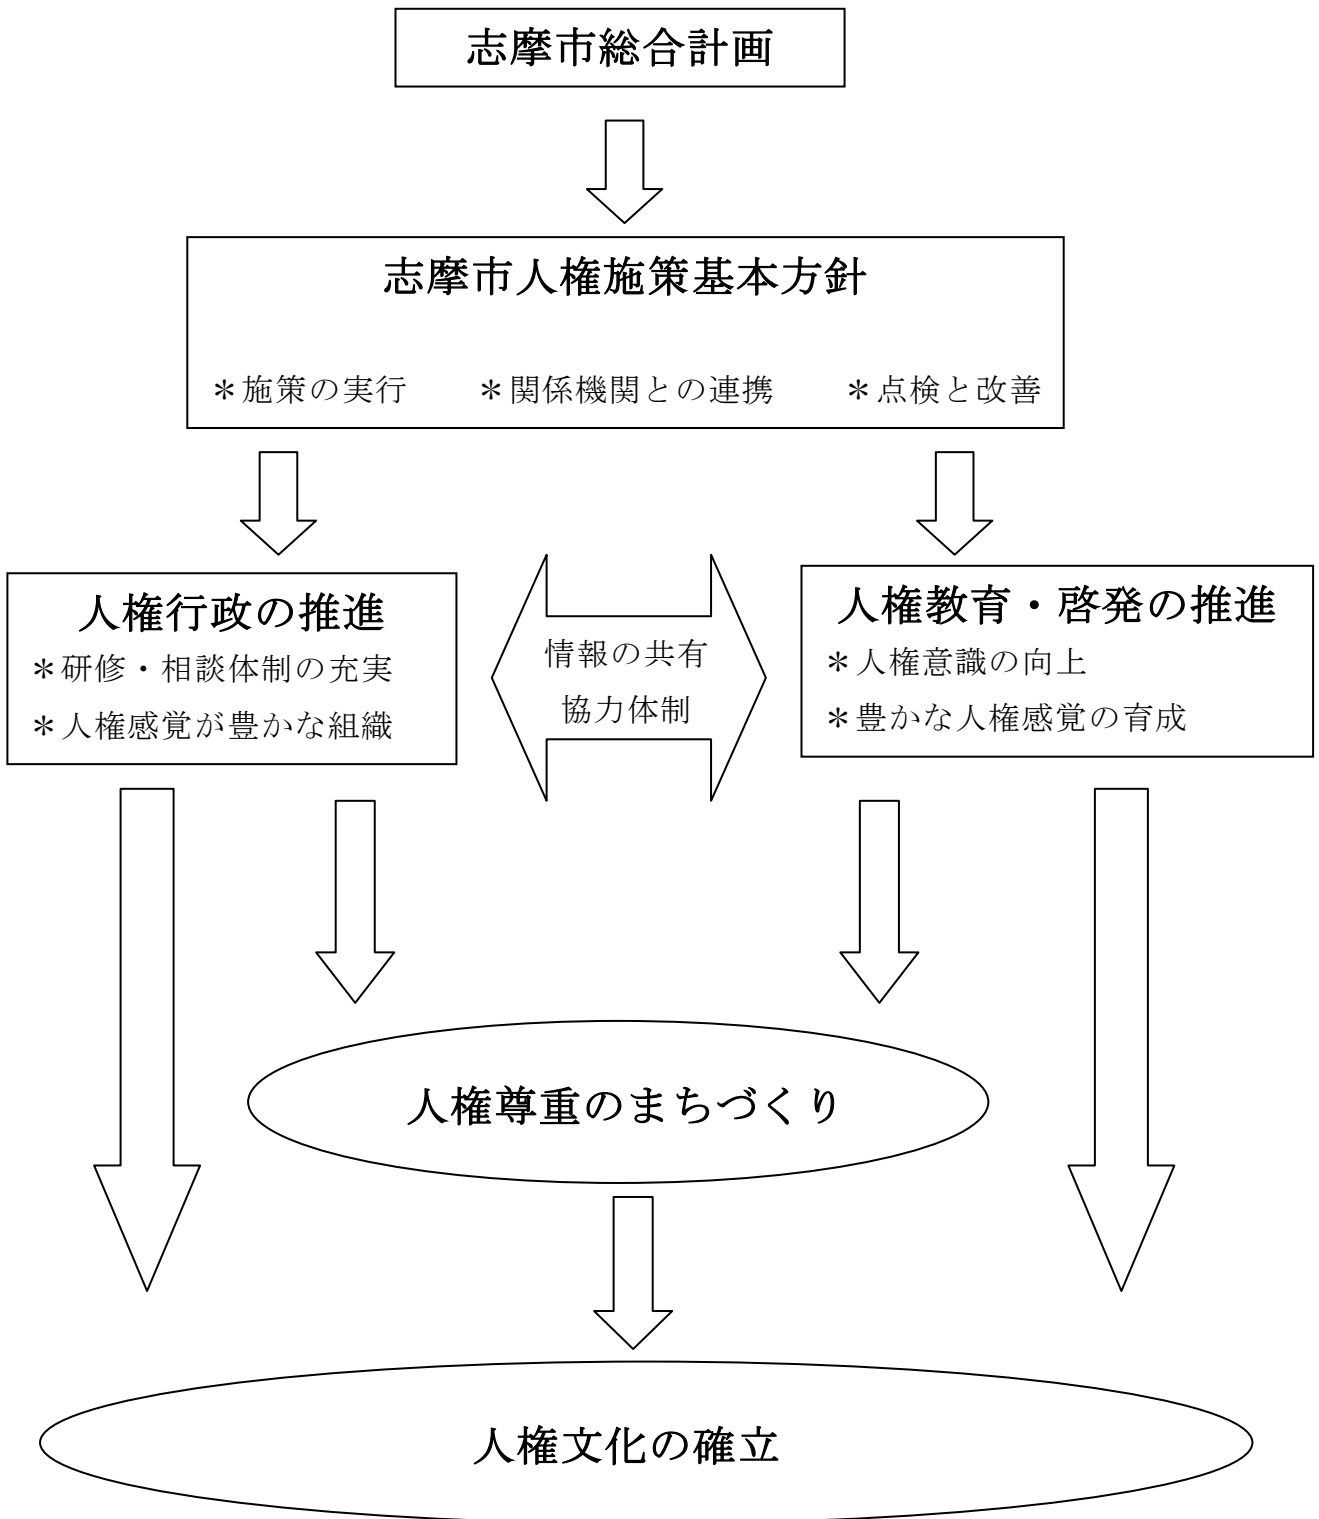 志摩市総合計画
志摩市人権施策基本方針
＊施策の実行　＊関係機関との連携　＊点検と改善
人権行政の推進
＊研修・相談体制の充実
＊人権感覚が豊かな組織
情報の共有
協力体制
人権教育・啓発の推進
＊人権意識の向上
＊豊かな人権感覚の育成
人権尊重のまちづくり
人権文化の確立